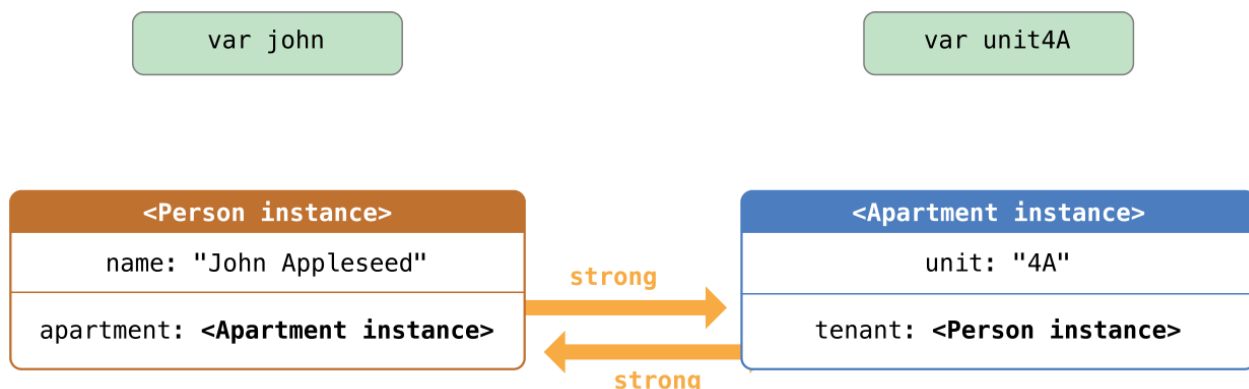 var john
var unit4A
<Person instance>
<Apartment instance>
name: "John Appleseed"
unit: "4A"
strong
apartment: <Apartment instance>
tenant: <Person instance>
strong